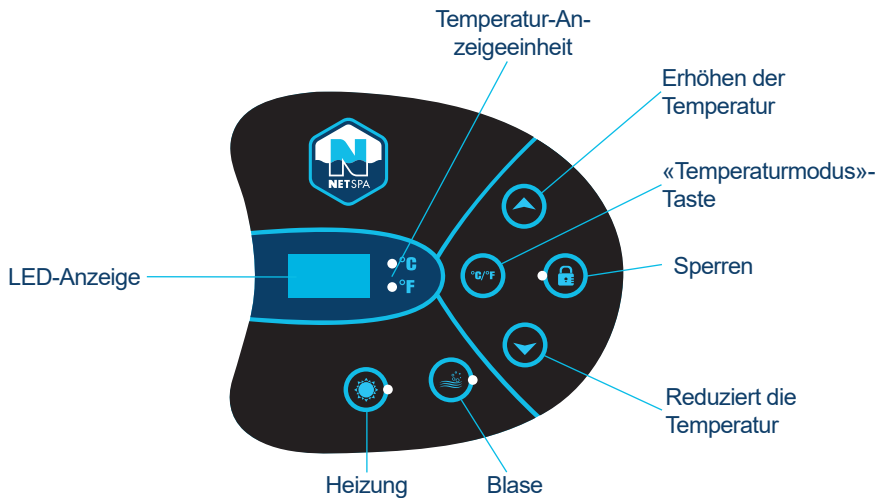 Temperatur-An-
zeigeeinheit
Erhöhen der
Temperatur
«Temperaturmodus»-
Taste
N
NETSPA
°C
°F
°C/°F
LED-Anzeige
Sperren
Reduziert die
Temperatur
Heizung
Blase